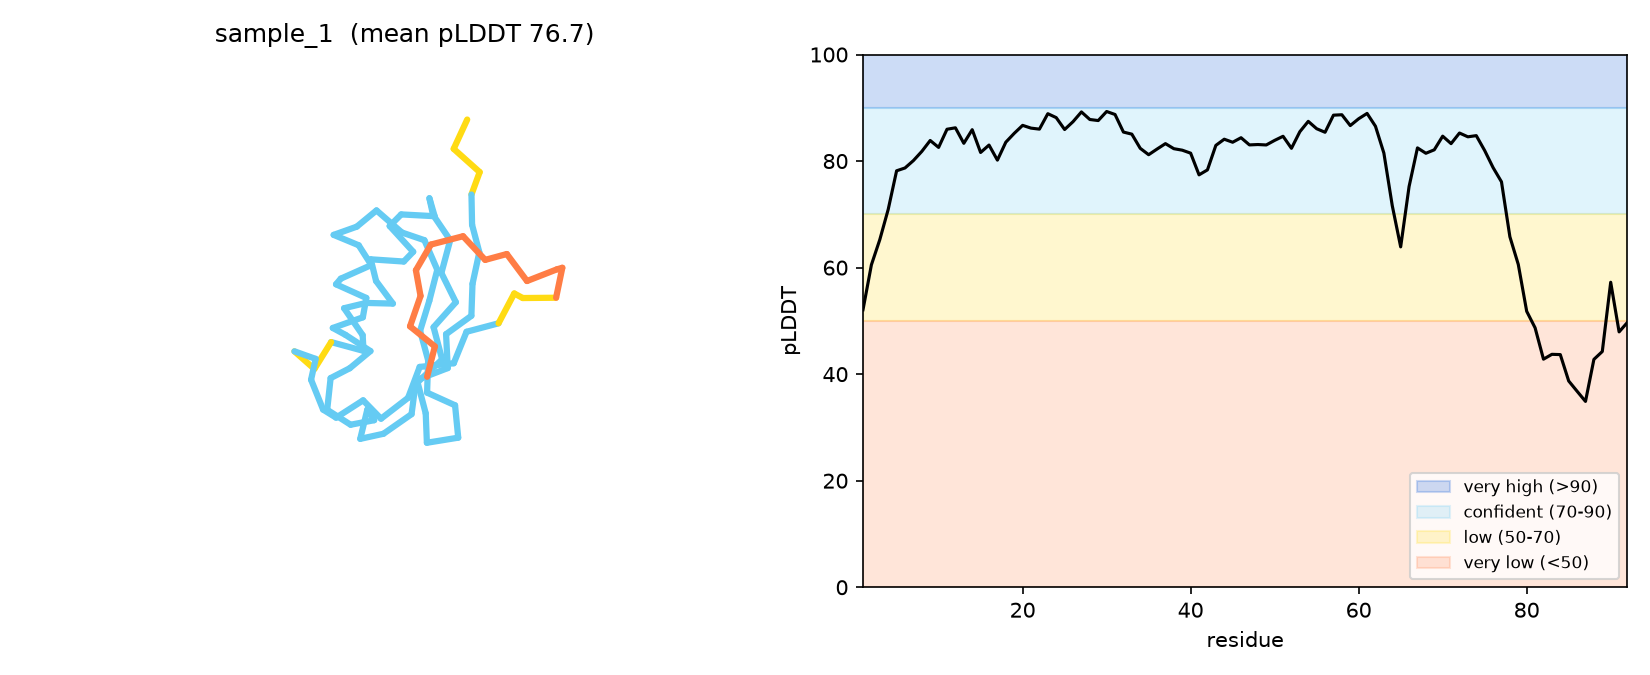 sample_1 (mean pLDDT 76.7)
100
80
60
40
20
0
pLDDT
20 40 60 80
residue
very high (>90)
confident (70-90)
low (50-70)
very low (<50)